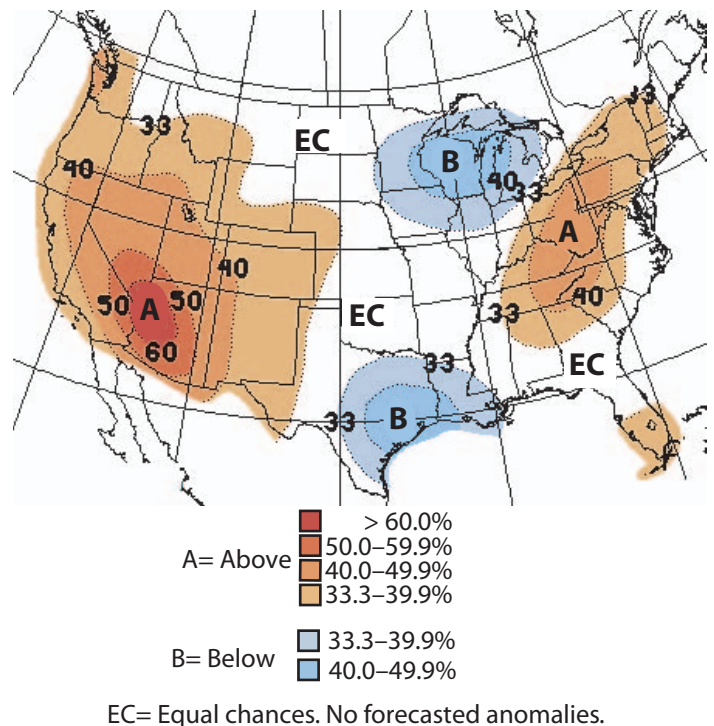 33
33
EC
B
40
40
33
A
40
50
A
50
40
33
EC
60
33
EC
33
B
> 60.0%
50.0–59.9%
A= Above
40.0–49.9%
33.3–39.9%
33.3–39.9%
B= Below
40.0–49.9%
EC= Equal chances. No forecasted anomalies.